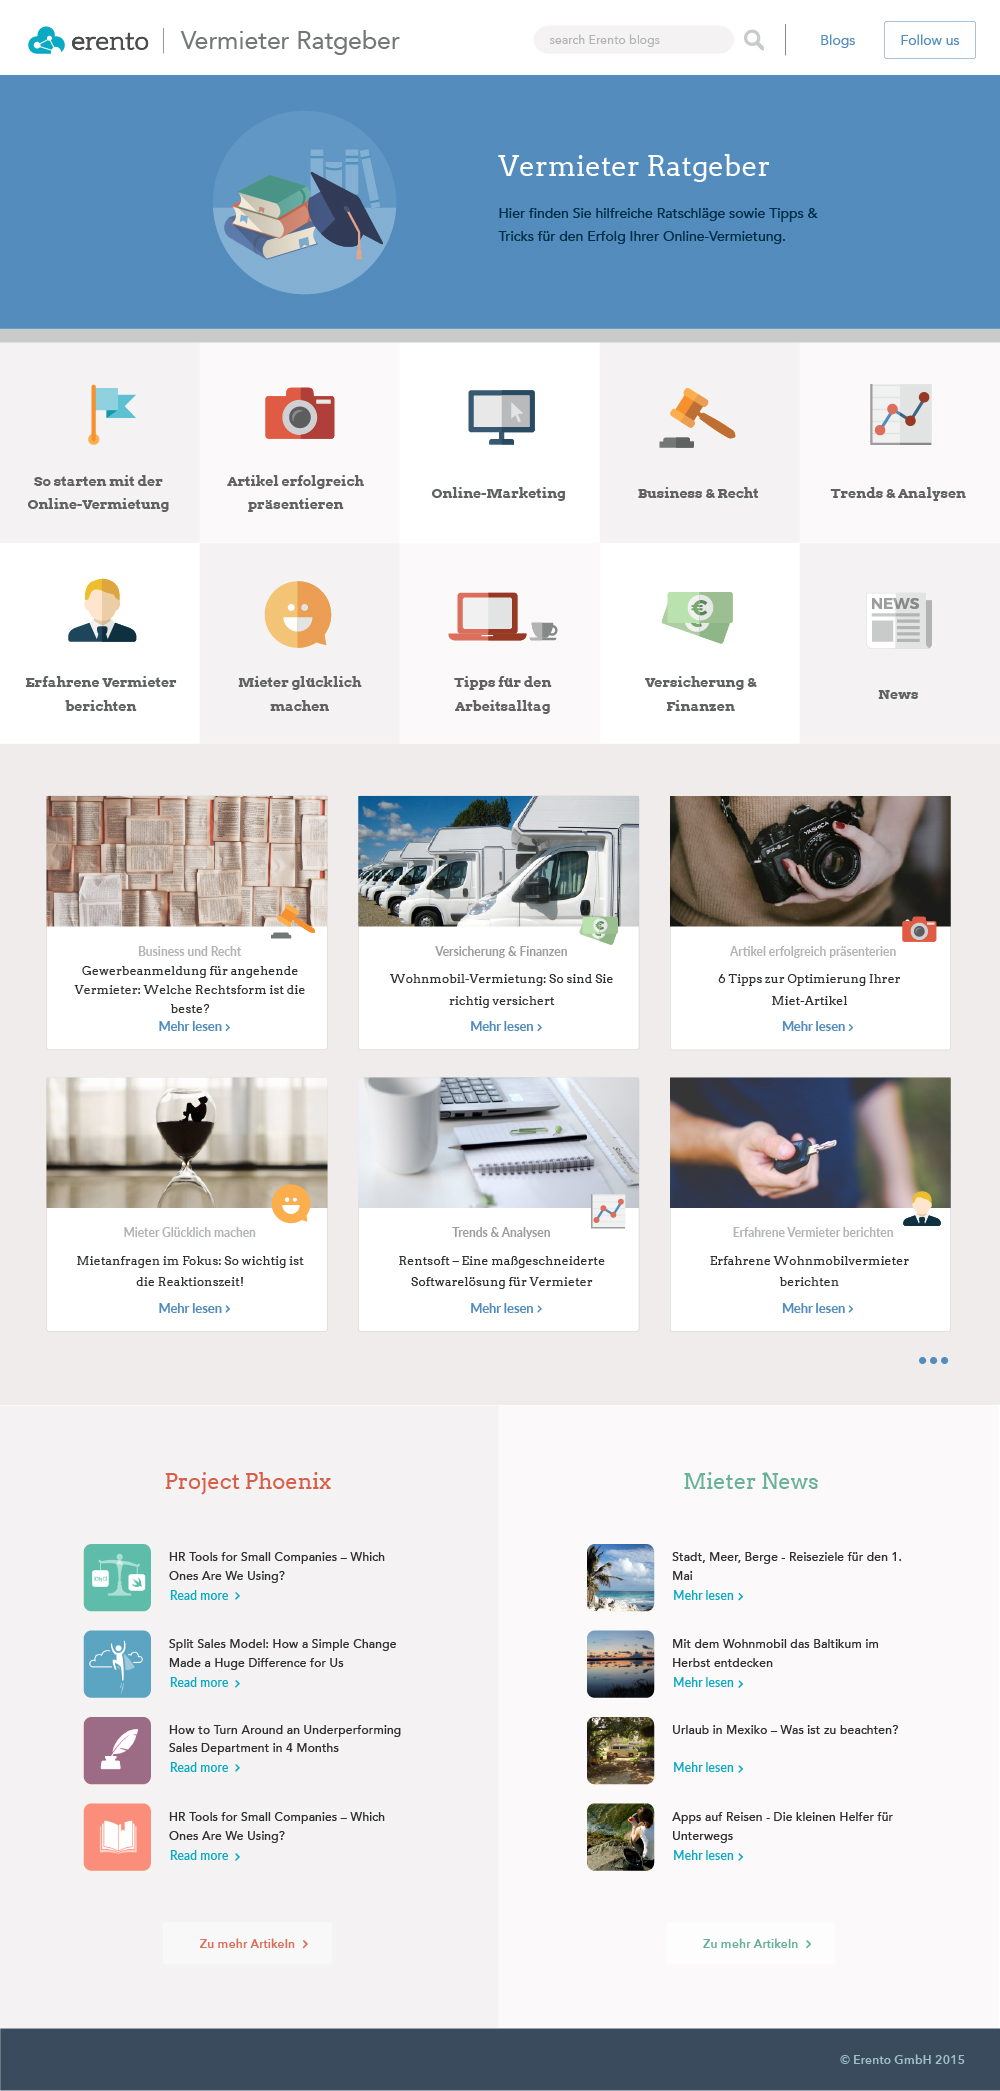 erento
Vermieter Ratgeber
search Erento blogs
Blogs
Follow us
Vermieter Ratgeber
Hier finden Sie hilfreiche Ratschläge sowie Tipps &
Tricks für den Erfolg Ihrer Online-Vermietung.
So starten mit der
Online-Vermietung
Artikel erfolgreich
präsentieren
Online-Marketing
Business & Recht
Trends & Analysen
Erfahrene Vermieter
berichten
Mieter glücklich
machen
Tipps für den
Arbeitsalltag
€
Versicherung &
Finanzen
NEWS
News
Business und Recht
Gewerbeanmeldung für angehende
Vermieter: Welche Rechtsform ist die
beste?
Mehr lesen ›
Versicherung & Finanzen
Wohnmobil-Vermietung: So sind Sie
richtig versichert
Mehr lesen ›
YASHICA
Artikel erfolgreich präsenterien
6 Tipps zur Optimierung Ihrer
Miet-Artikel
Mehr lesen ›
Mieter Glücklich machen
Mietanfragen im Fokus: So wichtig ist
die Reaktionszeit!
Mehr lesen ›
Trends & Analysen
Rentsoft – Eine maßgeschneiderte
Softwarelösung für Vermieter
Mehr lesen ›
Erfahrene Vermieter berichten
Erfahrene Wohnmobilvermieter
berichten
Mehr lesen ›
Project Phoenix
HR Tools for Small Companies – Which
Ones Are We Using?
Read more ›
Split Sales Model: How a Simple Change
Made a Huge Difference for Us
Read more ›
How to Turn Around an Underperforming
Sales Department in 4 Months
Read more ›
HR Tools for Small Companies – Which
Ones Are We Using?
Read more ›
Zu mehr Artikeln ›
Mieter News
Stadt, Meer, Berge - Reiseziele für den 1.
Mai
Mehr lesen ›
Mit dem Wohnmobil das Baltikum im
Herbst entdecken
Mehr lesen ›
Urlaub in Mexiko – Was ist zu beachten?
Mehr lesen ›
Apps auf Reisen - Die kleinen Helfer für
Unterwegs
Mehr lesen ›
Zu mehr Artikeln ›
© Erento GmbH 2015